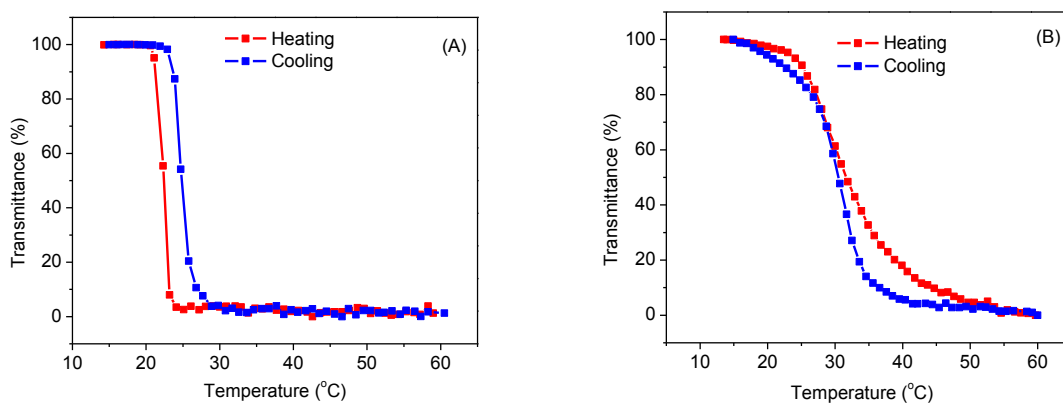 (A)
Heating
Cooling
Transmittance (%)
100
80
60
40
20
0
10 20 30 40 50 60
Temperature (°C)
(B)
Heating
Cooling
Transmittance (%)
100
80
60
40
20
0
10 20 30 40 50 60
Temperature (°C)